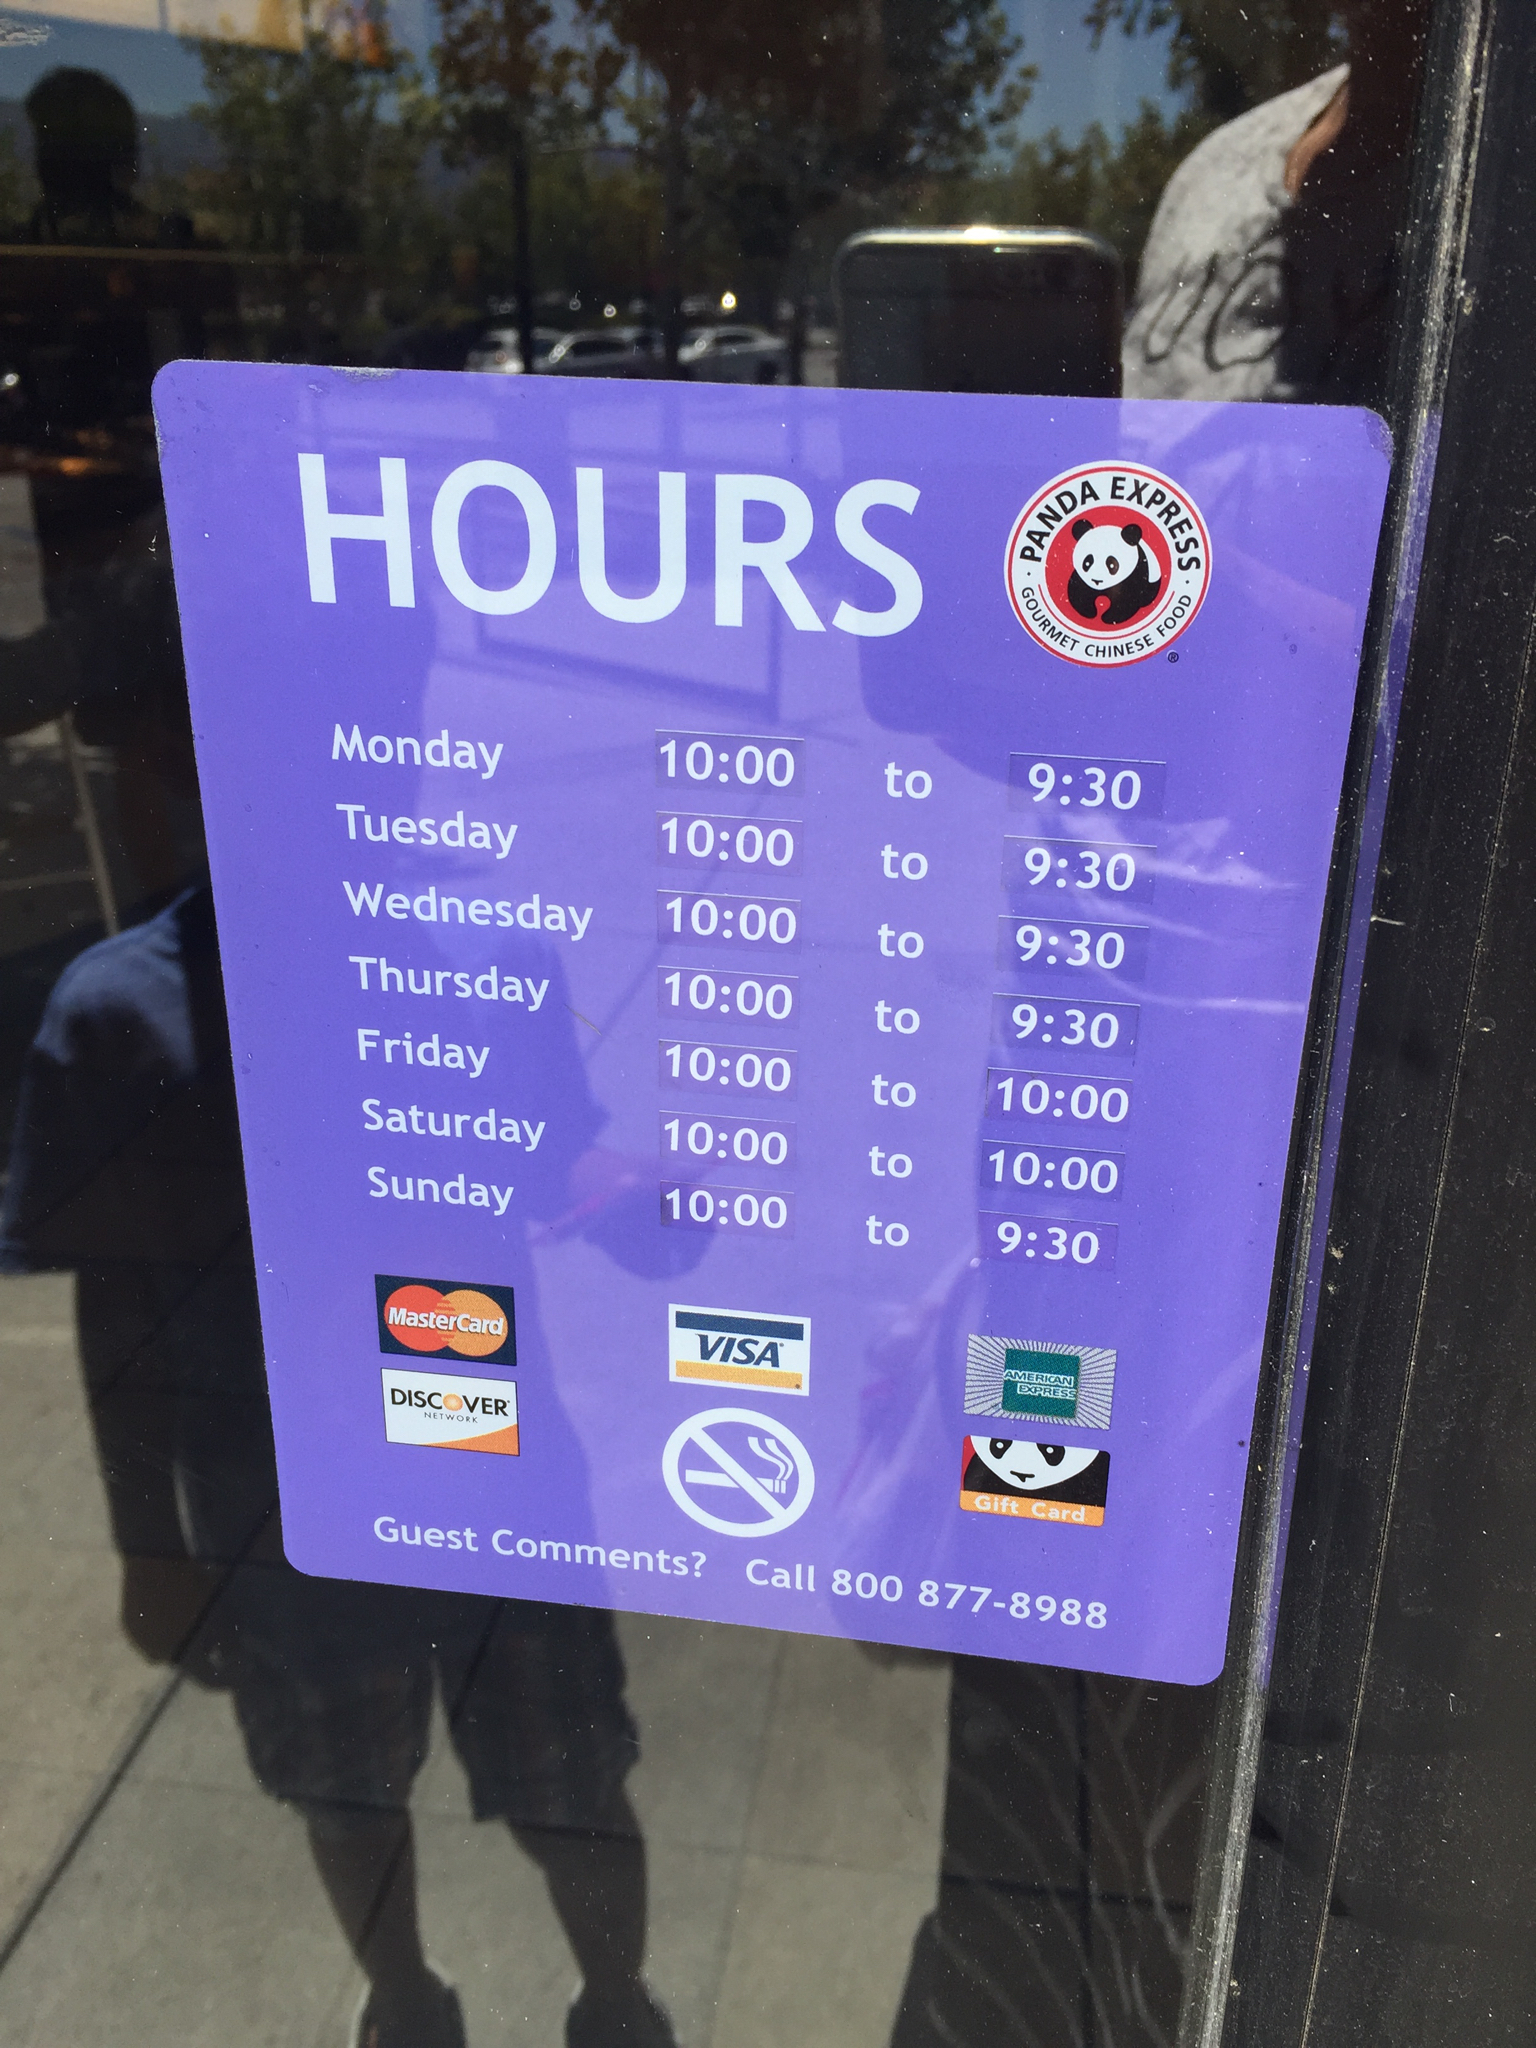 HOURS
PANDA EXPRESS
GOURMET CHINESE FOOD
®
Monday 10:00 to 9:30
Tuesday 10:00 to 9:30
Wednesday 10:00 to 9:30
Thursday 10:00 to 9:30
Friday 10:00 to 10:00
Saturday 10:00 to 10:00
Sunday 10:00 to 9:30
MasterCard
VISA
AMERICAN
EXPRESS
DISCOVER
NETWORK
Gift Card
Guest Comments? Call 800 877-8988